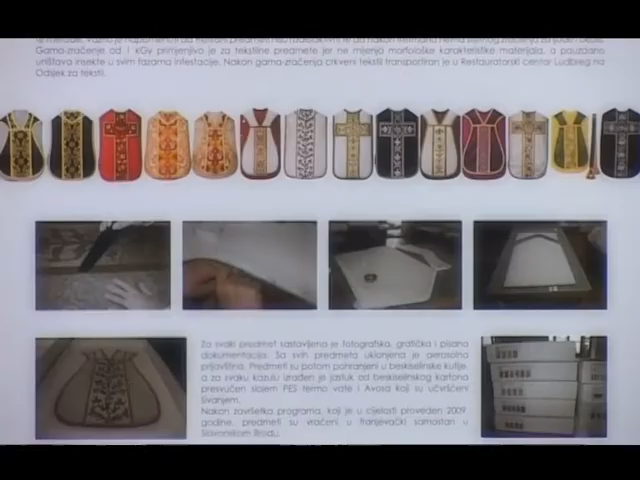 Gama-zračenje od 1 kGy primjenjivo je za tekstilne predmete jer ne mijenja morfološke karakteristike materijala, a pouzdano
uništava insekte u svim fazama infestacije. Nakon gama-zračenja crkveni tekstil transportiran je u Restauratorski centar Ludbreg na
Odsjek za tekstil.
Za svaki predmet sastavljena je fotografska, grafička i pisana
dokumentacija. Sa svih predmeta uklonjena je aerosolna
prljavština. Predmeti su potom pohranjeni u beskiselinske kutije,
a za svaku kazulu izrađen je jastuk od beskiselinskog kartona
presvučen slojem PES termo vate i Avosa koji su učvršćeni
šivanjem.
Nakon završetka programa, koji je u cijelosti proveden 2009
godine, predmeti su vraćeni u franjevački samostan u
Slavonskom Brodu.